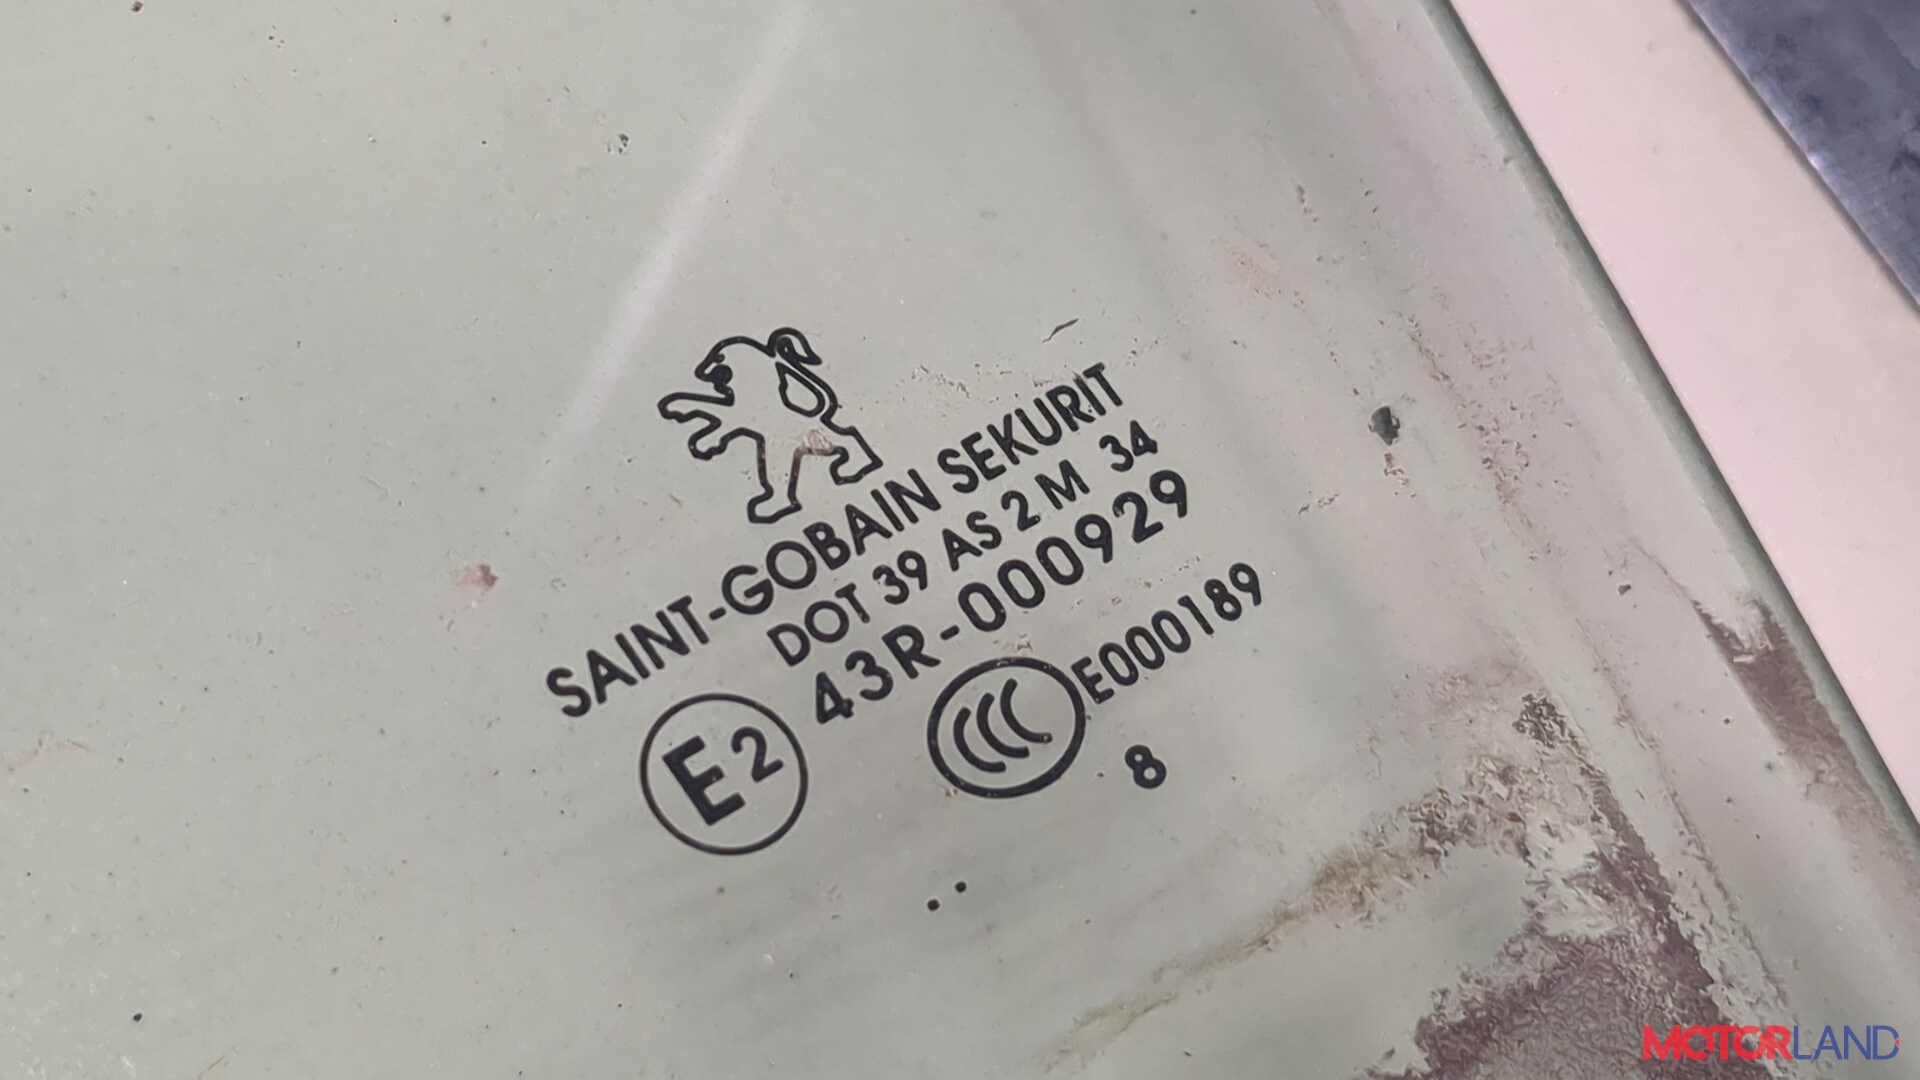 SAINT-GOBAIN SEKURIT
DOT 39 AS 2 M 34
43R-000929
E2
CCC E000189
8
MOTORLAND